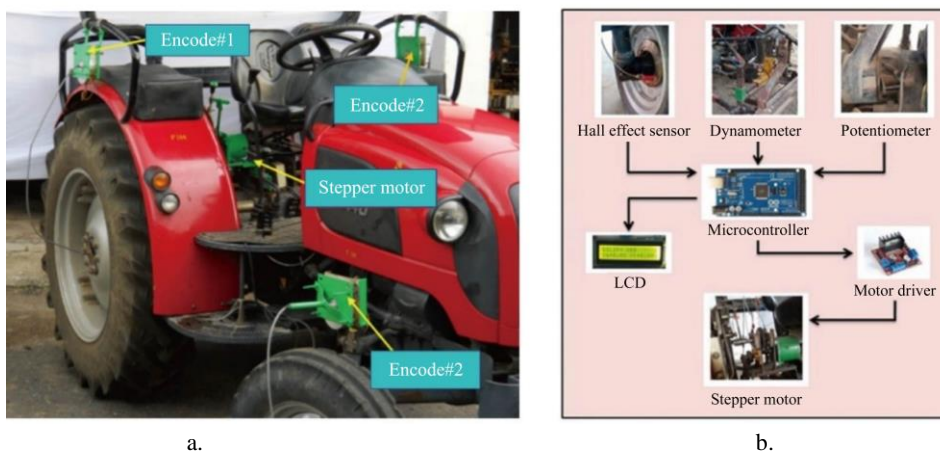 Encode#1
Encode#2
Stepper motor
Encode#2
Hall effect sensor
Dynamometer
Potentiometer
Microcontroller
LCD
Motor driver
Stepper motor
a.
b.